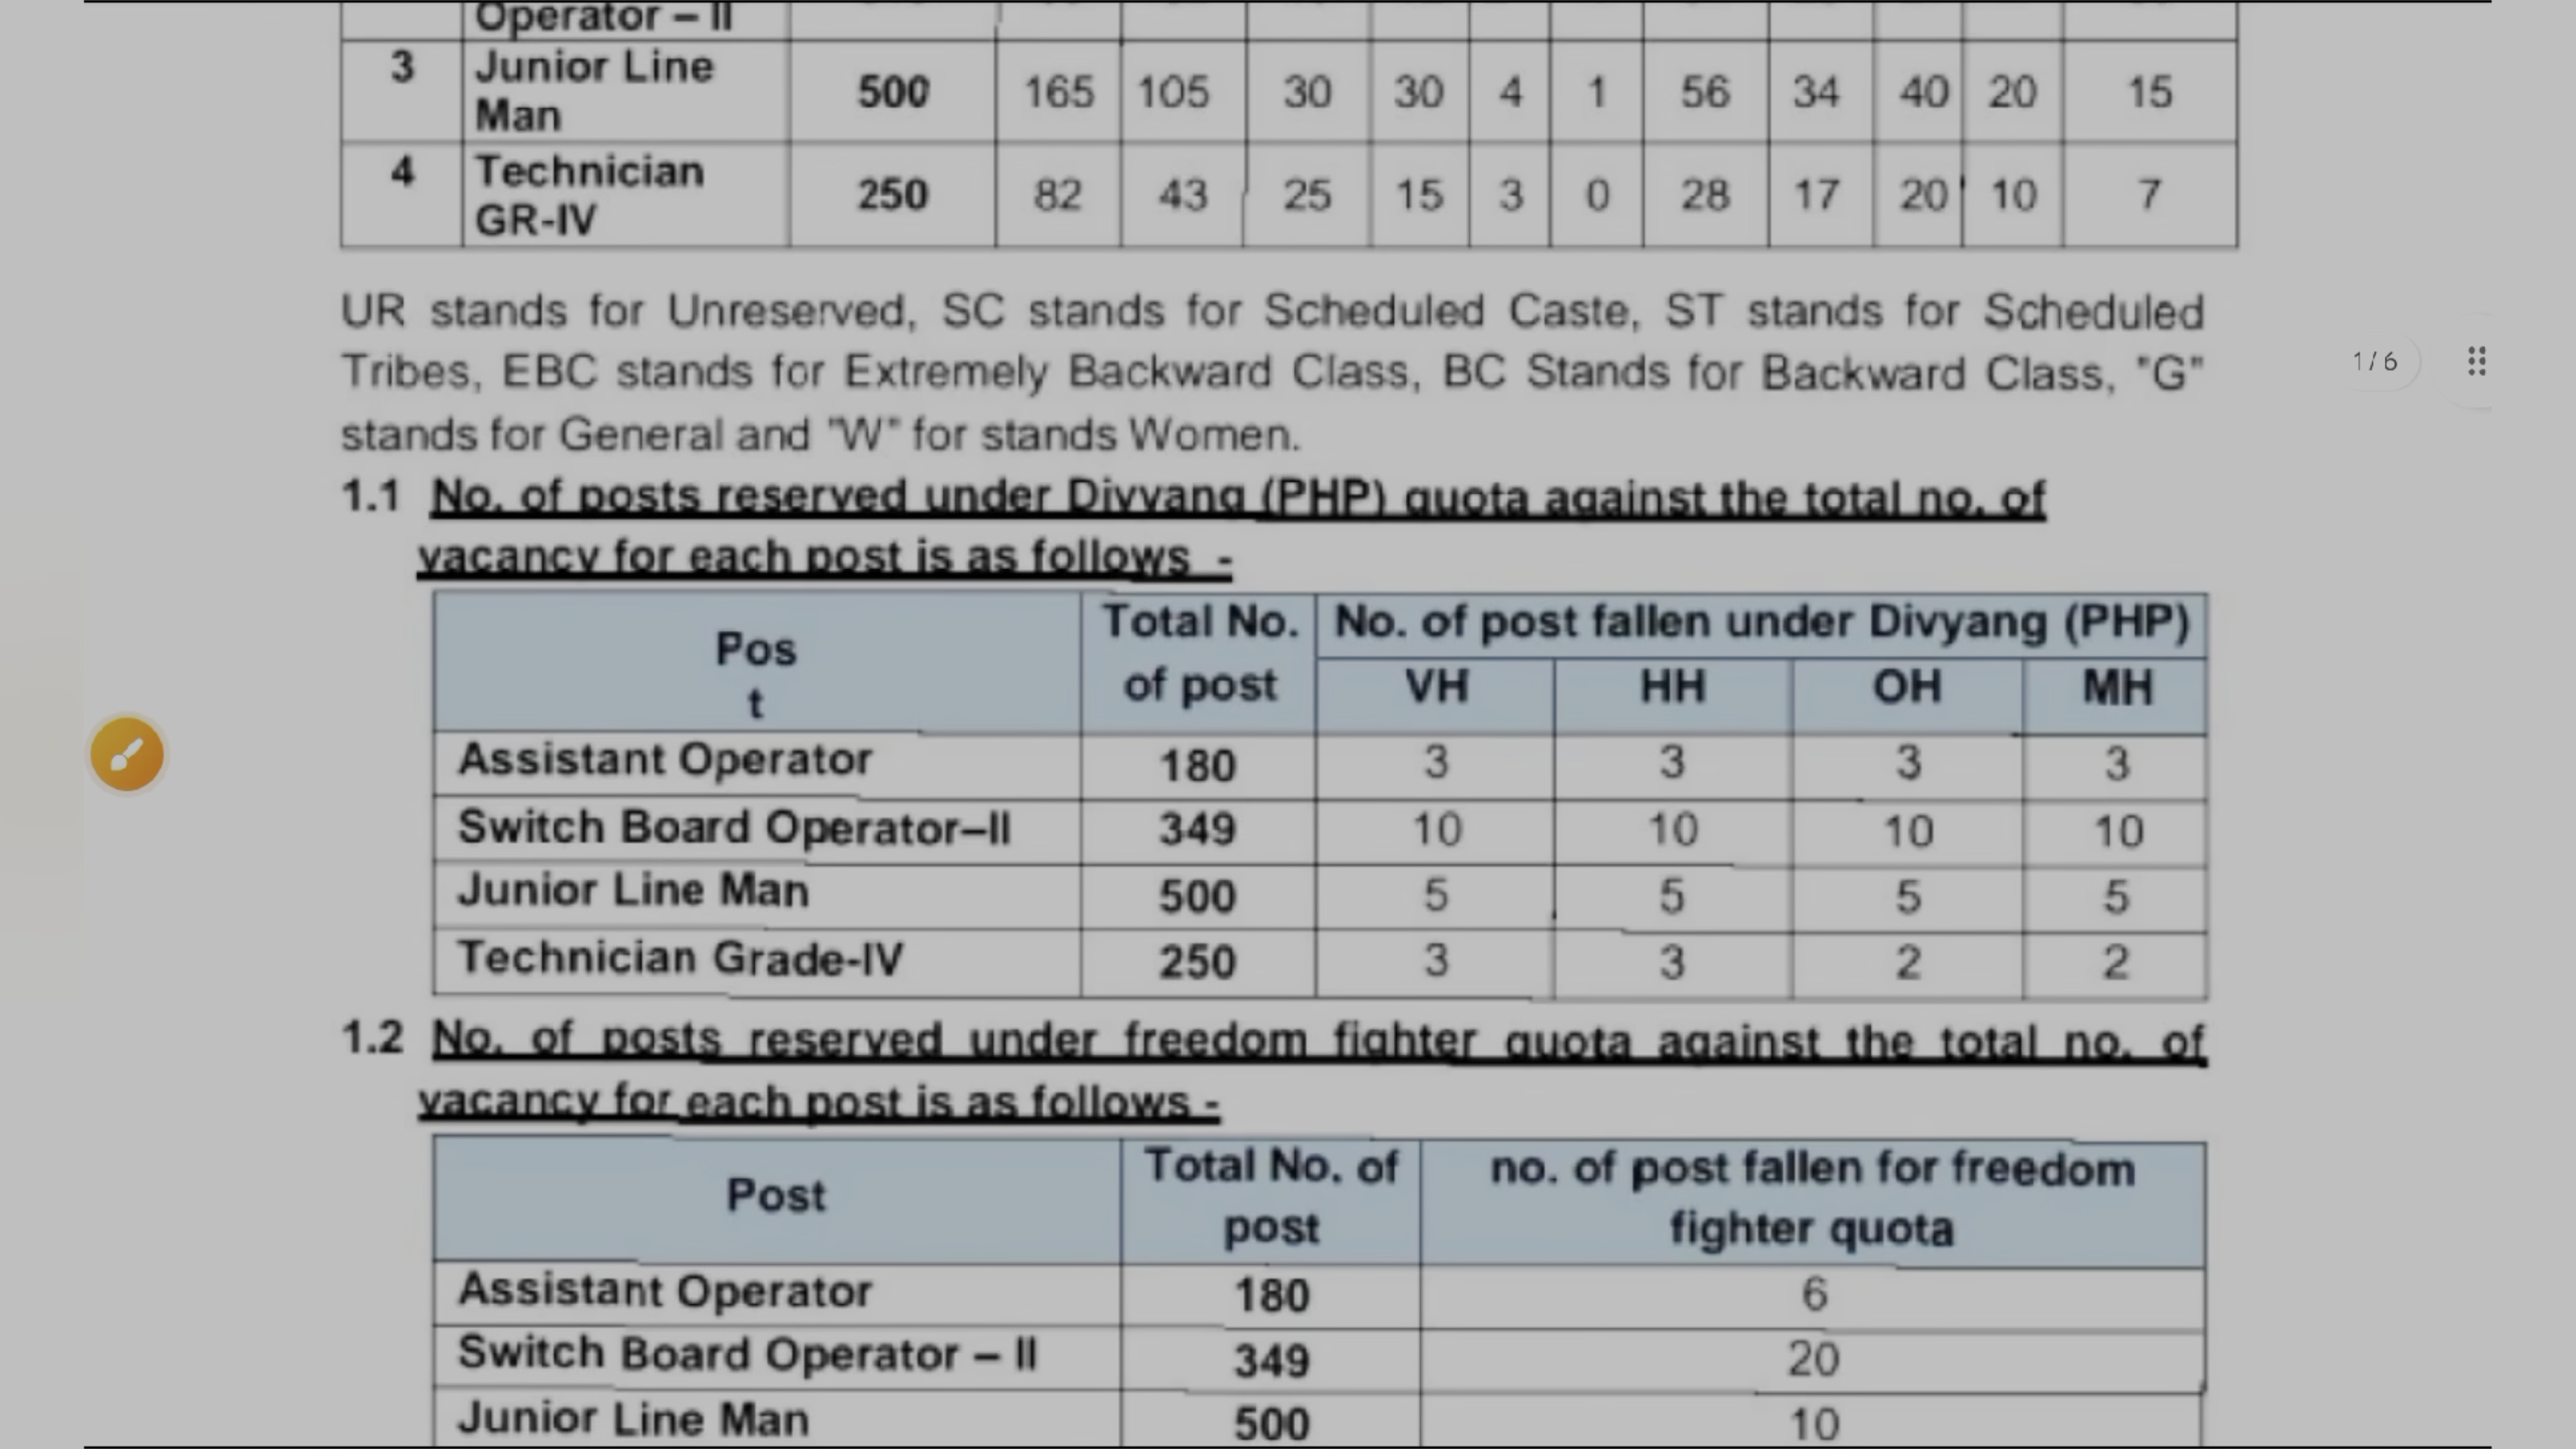 Operator – II
3 Junior Line Man 500 165 105 30 30 4 1 56 34 40 20 15
4 Technician GR-IV 250 82 43 25 15 3 0 28 17 20 10 7
UR stands for Unreserved, SC stands for Scheduled Caste, ST stands for Scheduled
Tribes, EBC stands for Extremely Backward Class, BC Stands for Backward Class, "G"
stands for General and "W" for stands Women.
1/6
1.1 No. of posts reserved under Divyang (PHP) quota against the total no. of
vacancy for each post is as follows -
Pos
t
Total No.
of post
No. of post fallen under Divyang (PHP)
VH HH OH MH
Assistant Operator 180 3 3 3 3
Switch Board Operator–II 349 10 10 10 10
Junior Line Man 500 5 5 5 5
Technician Grade-IV 250 3 3 2 2
1.2 No. of posts reserved under freedom fighter quota against the total no. of
vacancy for each post is as follows -
Post
Total No. of
post
no. of post fallen for freedom
fighter quota
Assistant Operator 180 6
Switch Board Operator – II 349 20
Junior Line Man 500 10